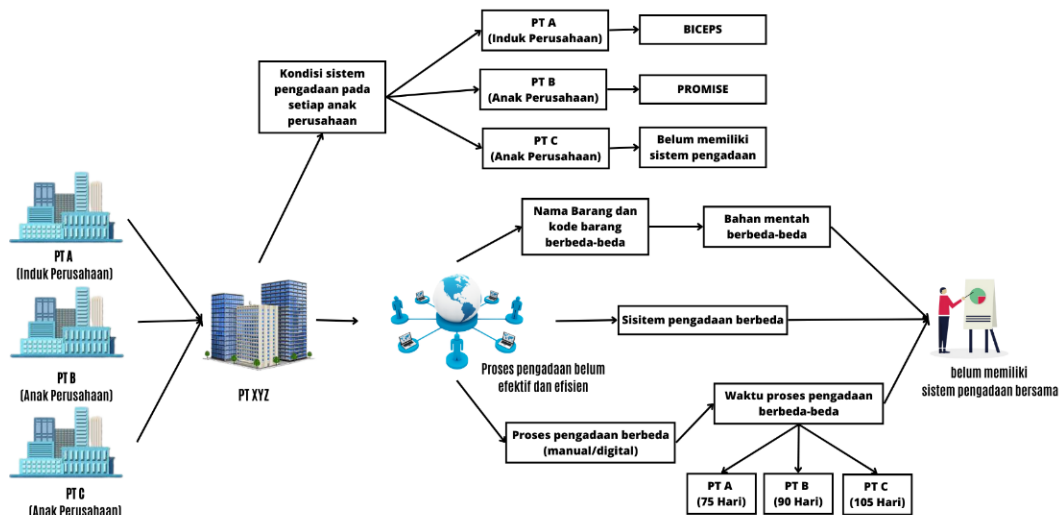 PT A
(Induk Perusahaan)
BICEPS
Kondisi sistem
pengadaan pada
setiap anak
perusahaan
PT B
(Anak Perusahaan)
PROMISE
PT C
(Anak Perusahaan)
Belum memiliki
sistem pengadaan
PT A
(Induk Perusahaan)
PT B
(Anak Perusahaan)
PT C
(Anak Perusahaan)
PT XYZ
Proses pengadaan belum
efektif dan efisien
Nama Barang dan
kode barang
berbeda-beda
Bahan mentah
berbeda-beda
Sisitem pengadaan berbeda
Proses pengadaan berbeda
(manual/digital)
Waktu proses pengadaan
berbeda-beda
PT A
(75 Hari)
PT B
(90 Hari)
PT C
(105 Hari)
belum memiliki
sistem pengadaan bersama